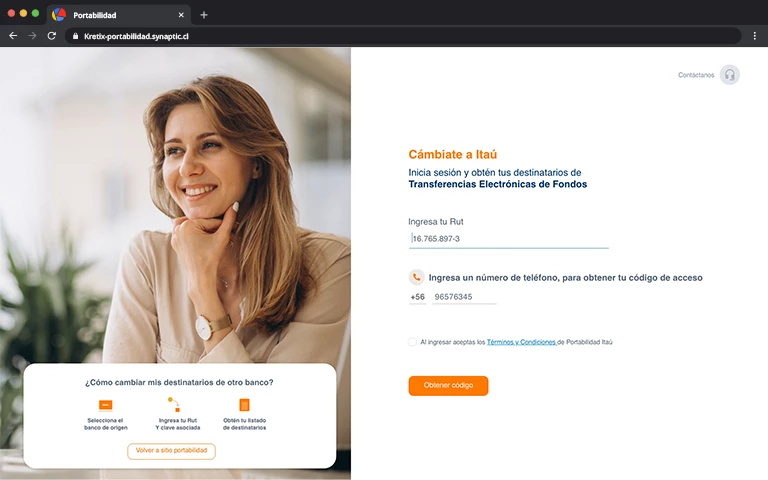 Portabilidad
Kretix-portabilidad.synaptic.cl
Contáctanos
Cámbiate a Itaú
Inicia sesión y obtén tus destinatarios de
Transferencias Electrónicas de Fondos
Ingresa tu Rut
16.765.897-3
Ingresa un número de teléfono, para obtener tu código de acceso
+56 96576345
Al ingresar aceptas los Términos y Condiciones de Portabilidad Itaú
Obtener código
¿Cómo cambiar mis destinatarios de otro banco?
Selecciona el
banco de origen
Ingresa tu Rut
Y clave asociada
Obtén tu listado
de destinatarios
Volver a sitio portabilidad